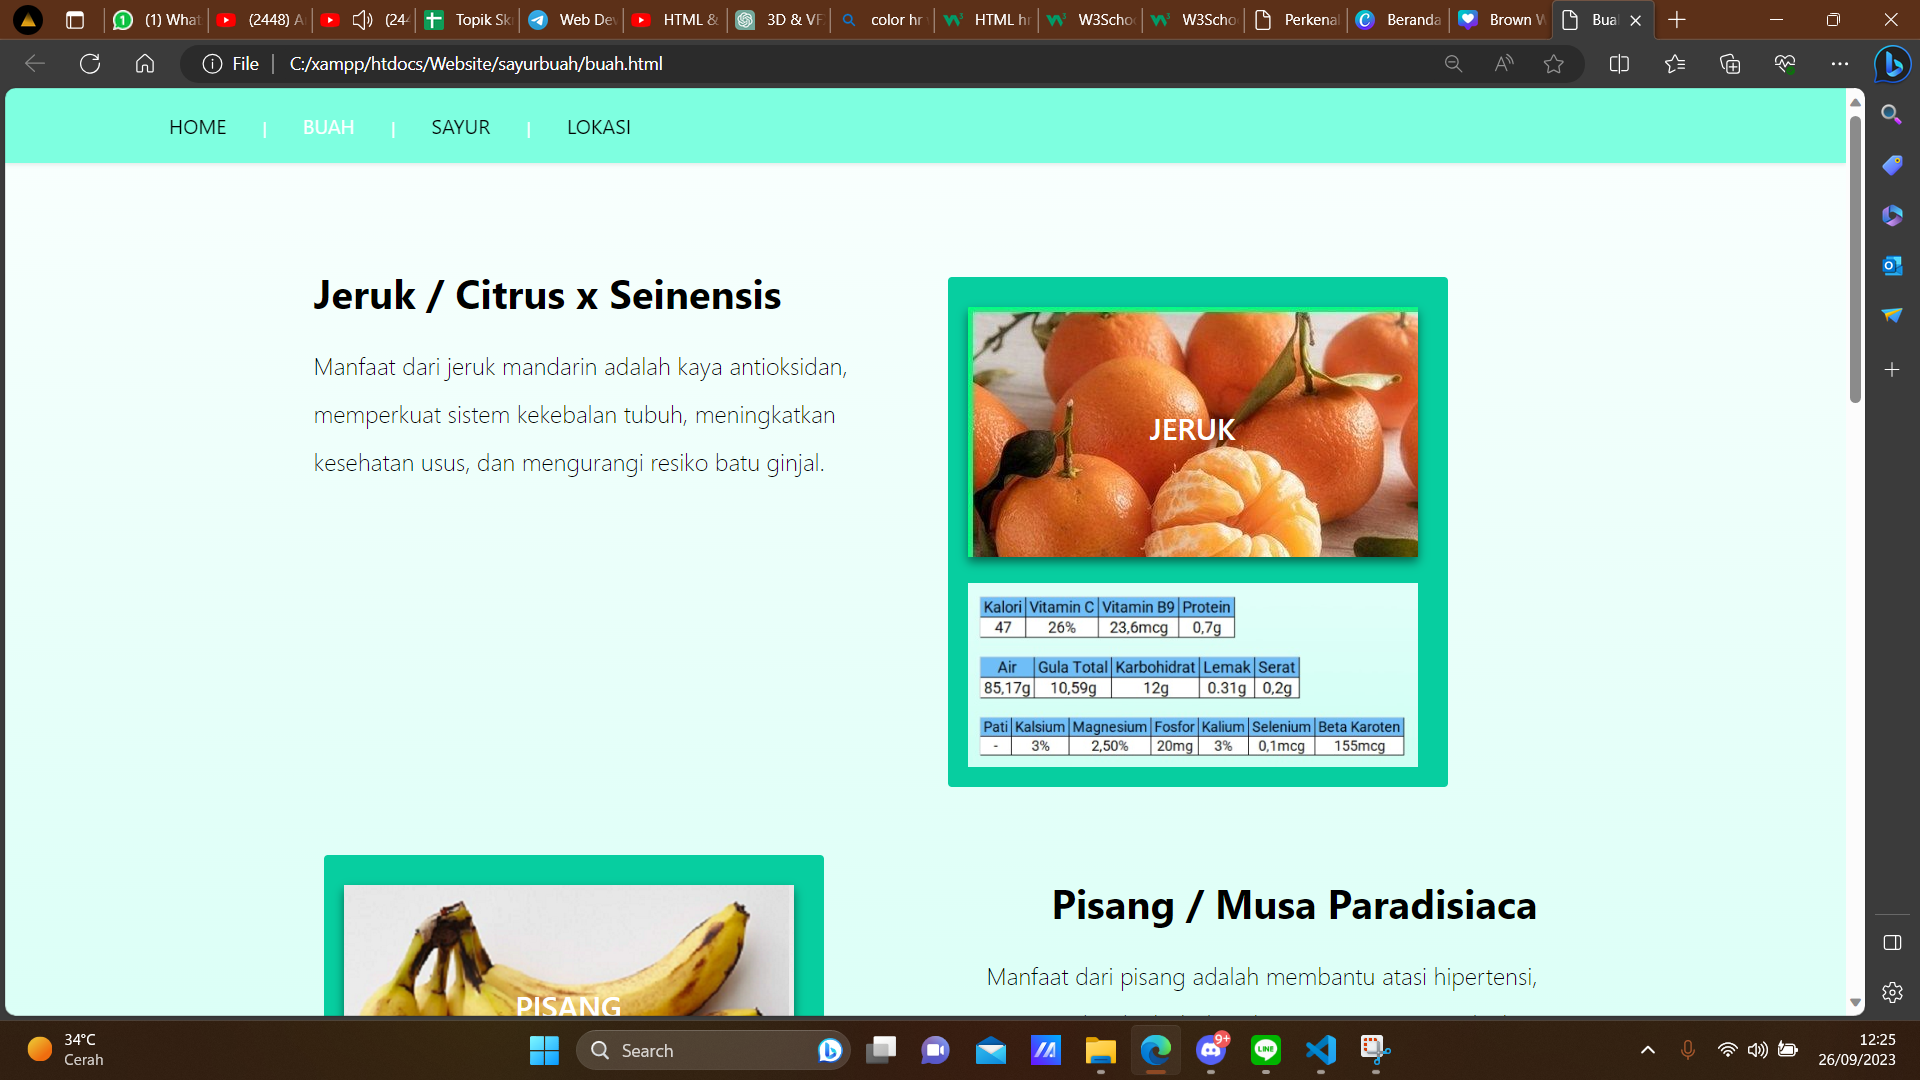 (1) What
(2448) A
(24
Topik Sk
Web De
HTML &
3D & VF
color hr
HTML hr
W3Scho
W3Scho
Perkenal
Beranda
Brown W
Bua
File
C:/xampp/htdocs/Website/sayurbuah/buah.html
HOME | BUAH | SAYUR | LOKASI
Jeruk / Citrus x Seinensis
Manfaat dari jeruk mandarin adalah kaya antioksidan,
memperkuat sistem kekebalan tubuh, meningkatkan
kesehatan usus, dan mengurangi resiko batu ginjal.
JERUK
Kalori Vitamin C Vitamin B9 Protein
47 26% 23,6mcg 0,7g
Air Gula Total Karbohidrat Lemak Serat
85,17g 10,59g 12g 0.31g 0,2g
Pati Kalsium Magnesium Fosfor Kalium Selenium Beta Karoten
- 3% 2,50% 20mg 3% 0,1mcg 155mcg
PISANG
Pisang / Musa Paradisiaca
Manfaat dari pisang adalah membantu atasi hipertensi,
34°C
Cerah
Search
9+
LINE
12:25
26/09/2023